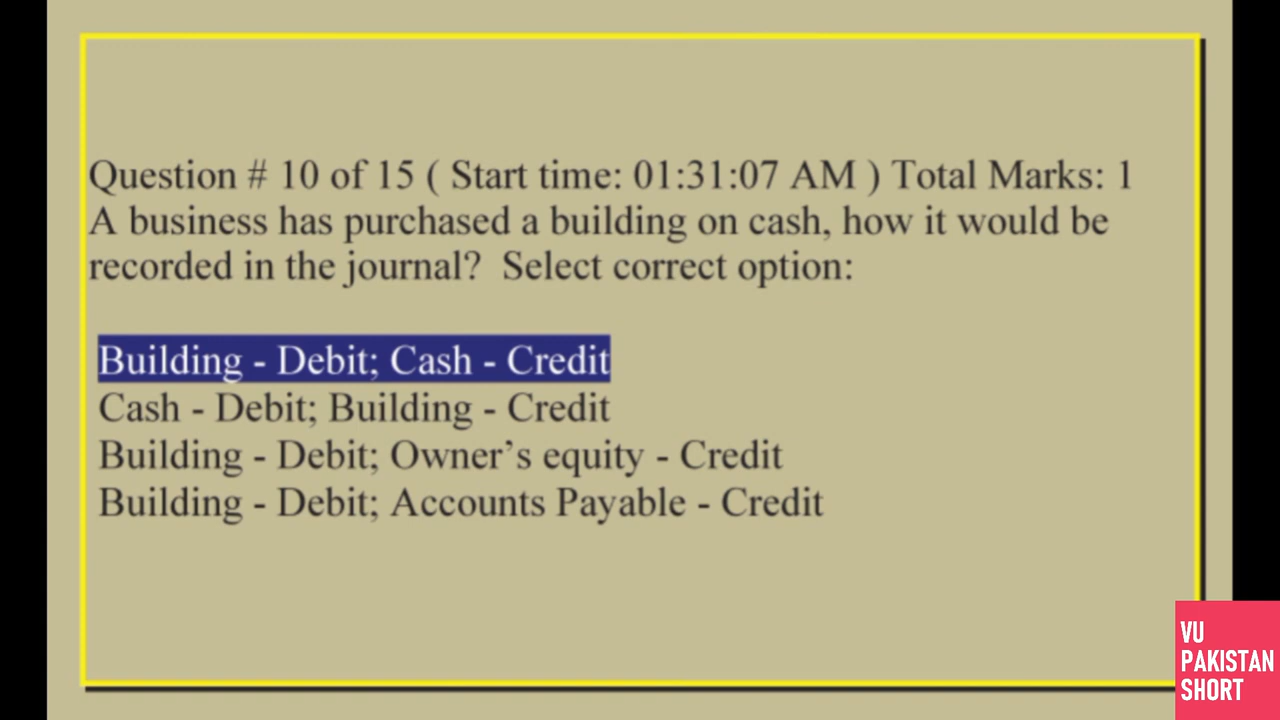 Question # 10 of 15 ( Start time: 01:31:07 AM ) Total Marks: 1
A business has purchased a building on cash, how it would be
recorded in the journal?  Select correct option:
Building - Debit; Cash - Credit
Cash - Debit; Building - Credit
Building - Debit; Owner’s equity - Credit
Building - Debit; Accounts Payable - Credit
VU
PAKISTAN
SHORT